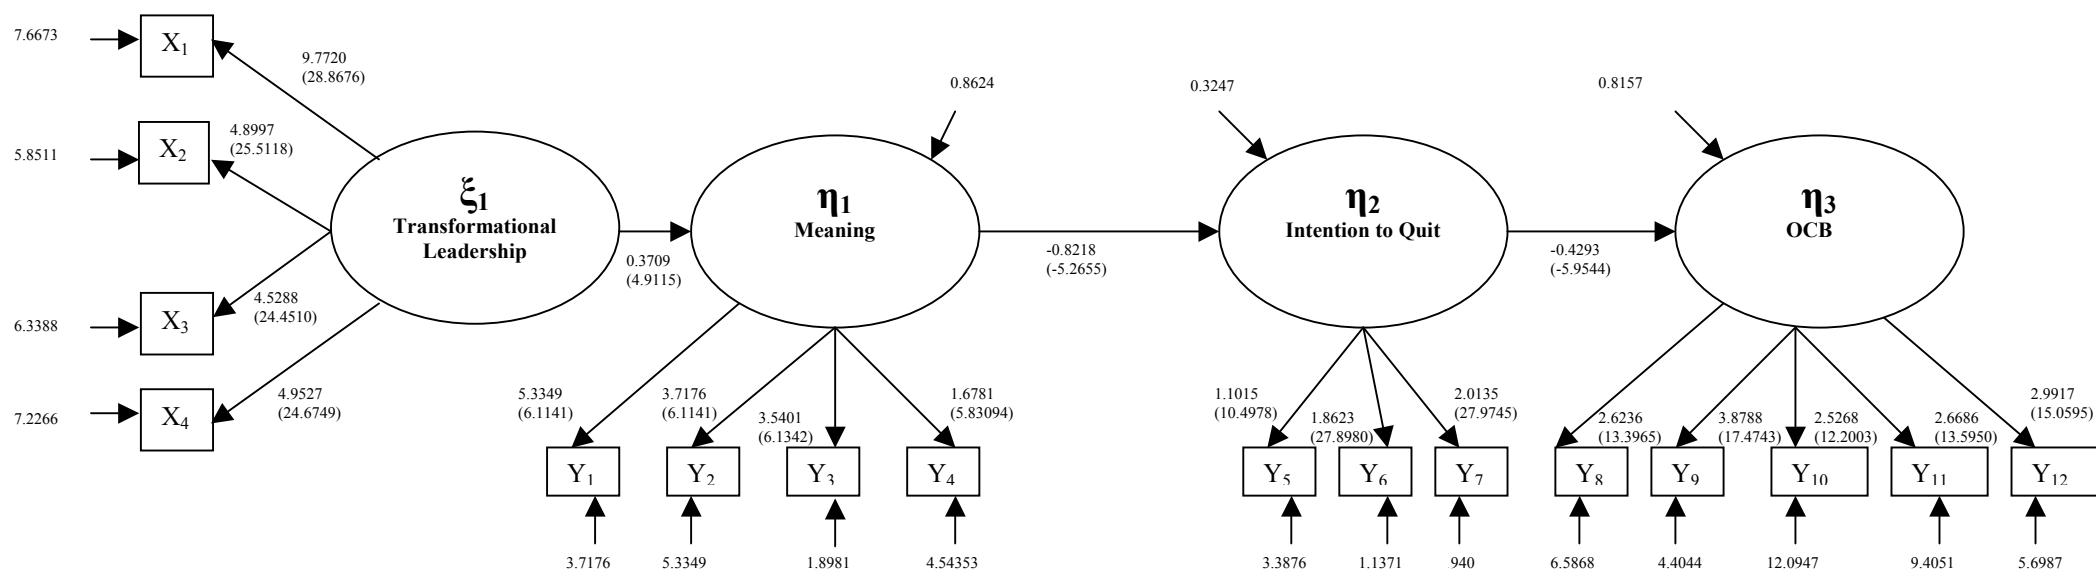 7.6673
X1
9.7720
(28.8676)
5.8511
X2
4.8997
(25.5118)
6.3388
X3
4.5288
(24.4510)
7.2266
X4
4.9527
(24.6749)
ξ1
Transformational
Leadership
0.3709
(4.9115)
0.8624
η1
Meaning
-0.8218
(-5.2655)
0.3247
η2
Intention to Quit
-0.4293
(-5.9544)
0.8157
η3
OCB
5.3349
(6.1141)
3.7176
(6.1141)
3.5401
(6.1342)
1.6781
(5.83094)
1.1015
(10.4978)
1.8623
(27.8980)
2.0135
(27.9745)
2.6236
(13.3965)
3.8788
(17.4743)
2.5268
(12.2003)
2.6686
(13.5950)
2.9917
(15.0595)
Y1
Y2
Y3
Y4
Y5
Y6
Y7
Y8
Y9
Y10
Y11
Y12
3.7176
5.3349
1.8981
4.54353
3.3876
1.1371
940
6.5868
4.4044
12.0947
9.4051
5.6987